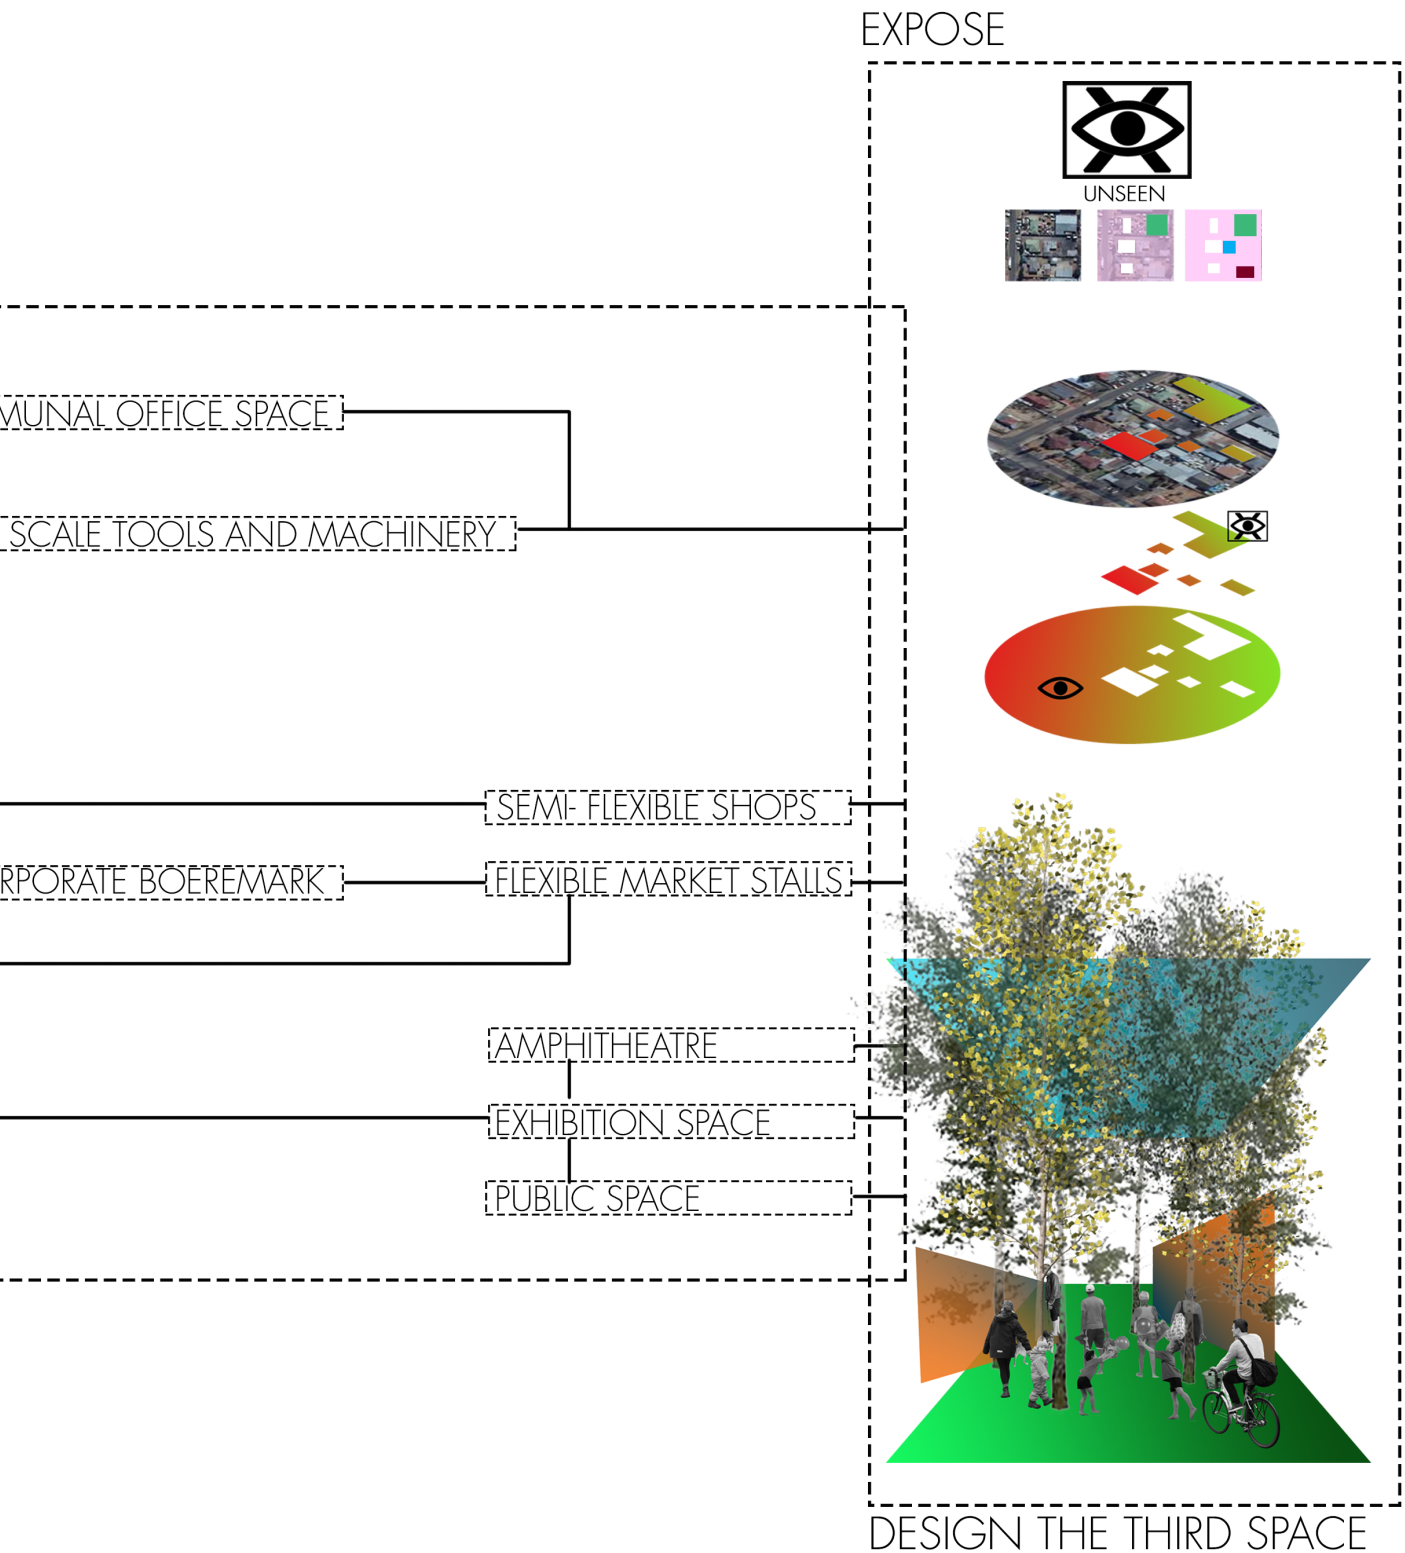 EXPOSE
UNSEEN
MUNAL OFFICE SPACE
SCALE TOOLS AND MACHINERY
SEMI- FLEXIBLE SHOPS
RPORATE BOEREMARK
FLEXIBLE MARKET STALLS
AMPHITHEATRE
EXHIBITION SPACE
PUBLIC SPACE
DESIGN THE THIRD SPACE